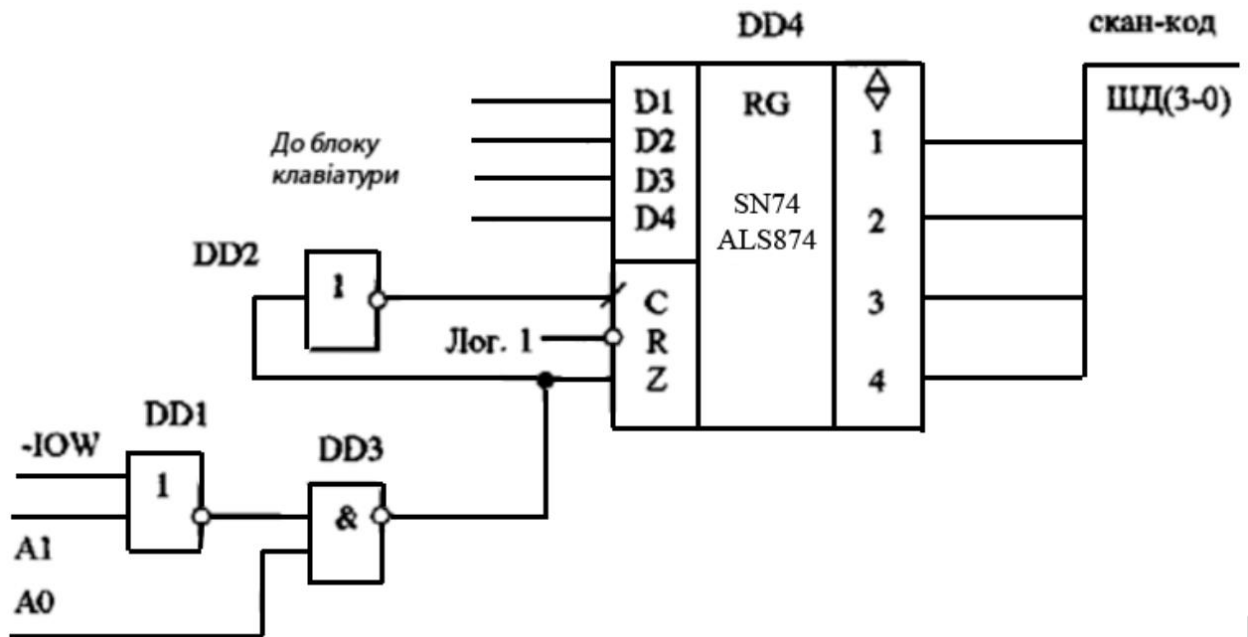 DD4
скан-код
D1
RG
ШД(3-0)
До блоку
клавіатури
D2
1
D3
SN74
ALS874
D4
2
DD2
1
C
3
Лог. 1
R
Z
4
DD1
-IOW
DD3
1
&
A1
A0